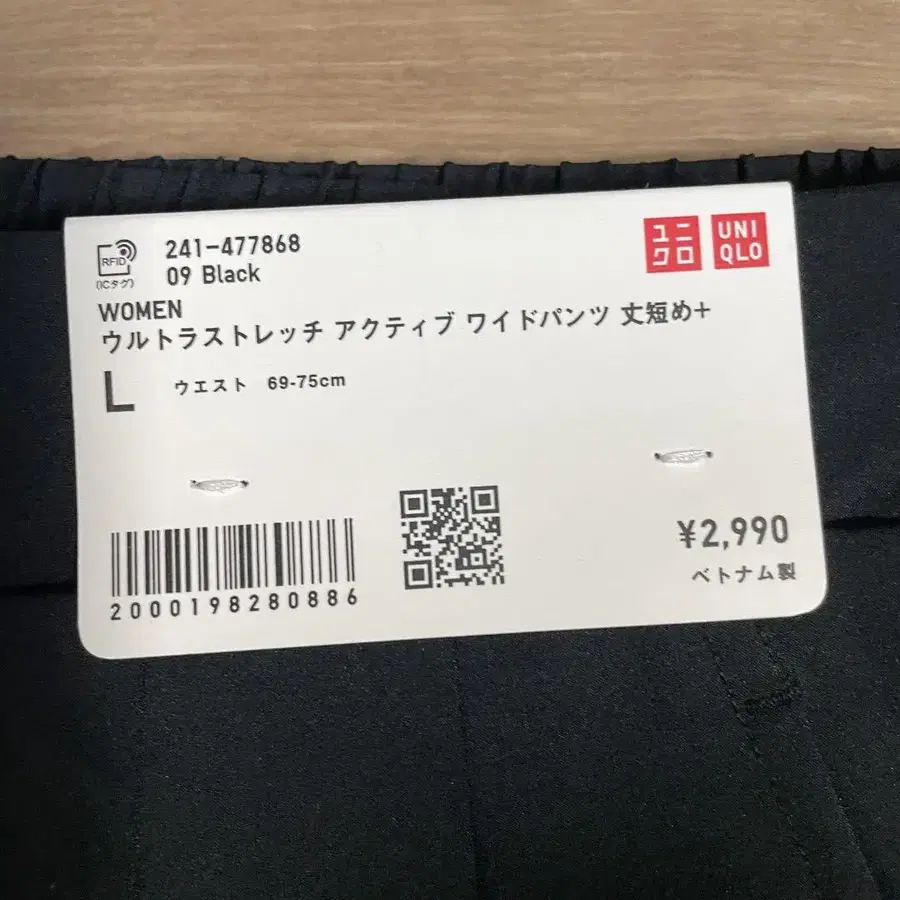 RFID
(ICタグ)
241-477868
09 Black
ユニクロ
UNIQLO
WOMEN
ウルトラストレッチ アクティブ ワイドパンツ 丈短め+
L
ウエスト 69-75cm
2000198280886
¥2,990
ベトナム製